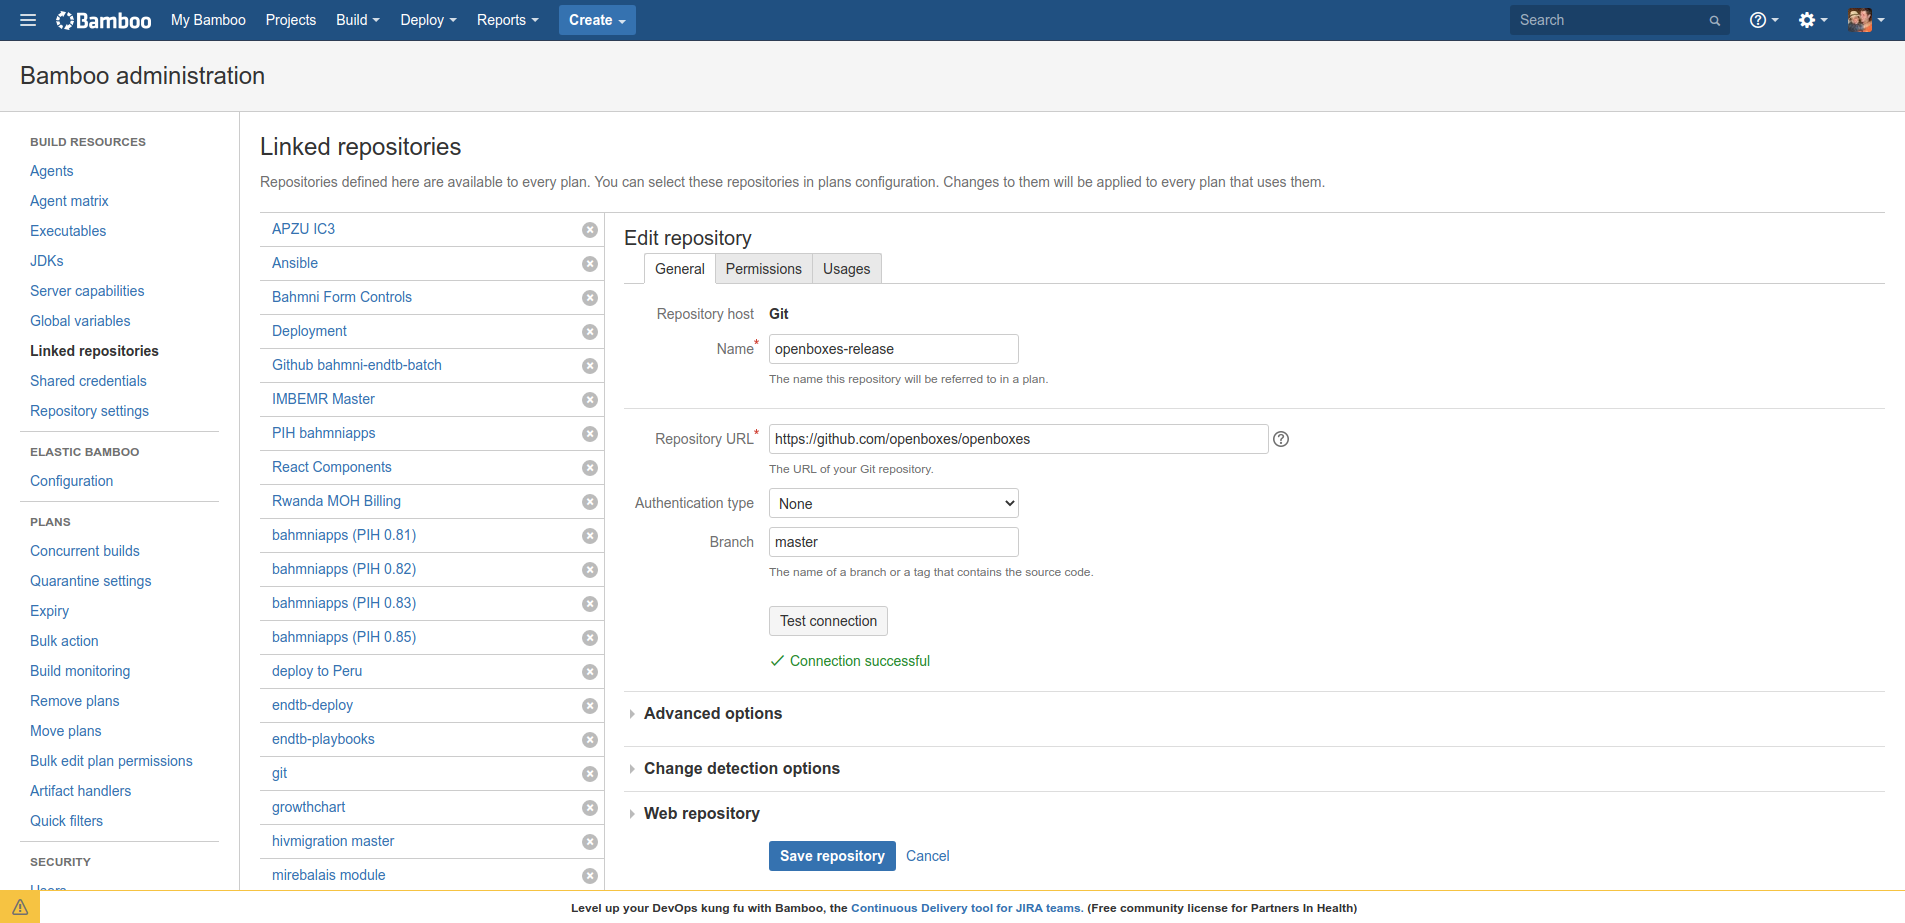 Bamboo My Bamboo Projects Build Deploy Reports Create Search
Bamboo administration
BUILD RESOURCES
Agents
Agent matrix
Executables
JDKs
Server capabilities
Global variables
Linked repositories
Shared credentials
Repository settings
ELASTIC BAMBOO
Configuration
PLANS
Concurrent builds
Quarantine settings
Expiry
Bulk action
Build monitoring
Remove plans
Move plans
Bulk edit plan permissions
Artifact handlers
Quick filters
SECURITY
Users
Linked repositories
Repositories defined here are available to every plan. You can select these repositories in plans configuration. Changes to them will be applied to every plan that uses them.
APZU IC3
Ansible
Bahmni Form Controls
Deployment
Github bahmni-endtb-batch
IMBEMR Master
PIH bahmniapps
React Components
Rwanda MOH Billing
bahmniapps (PIH 0.81)
bahmniapps (PIH 0.82)
bahmniapps (PIH 0.83)
bahmniapps (PIH 0.85)
deploy to Peru
endtb-deploy
endtb-playbooks
git
growthchart
hivmigration master
mirebalais module
Edit repository
General Permissions Usages
Repository host Git
Name* openboxes-release
The name this repository will be referred to in a plan.
Repository URL* https://github.com/openboxes/openboxes
The URL of your Git repository.
Authentication type None
Branch master
The name of a branch or a tag that contains the source code.
Test connection
Connection successful
Advanced options
Change detection options
Web repository
Save repository Cancel
Level up your DevOps kung fu with Bamboo, the Continuous Delivery tool for JIRA teams. (Free community license for Partners In Health)